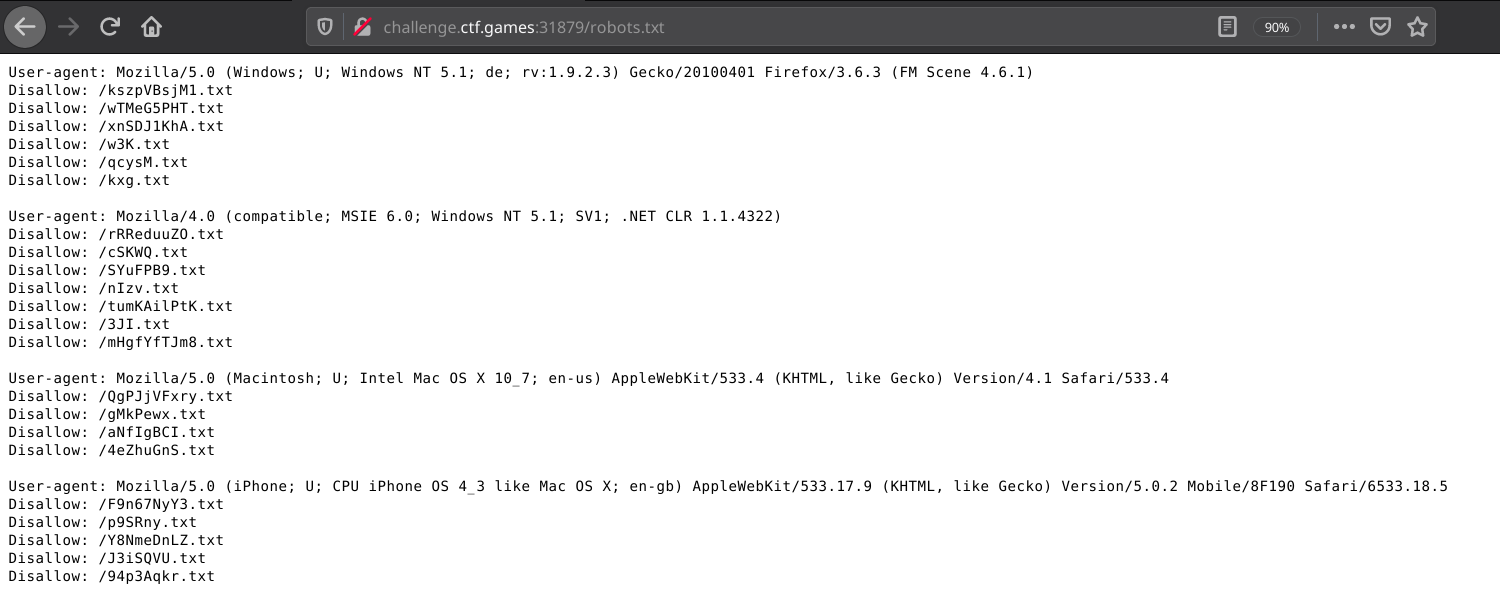 challenge.ctf.games:31879/robots.txt
90%
User-agent: Mozilla/5.0 (Windows; U; Windows NT 5.1; de; rv:1.9.2.3) Gecko/20100401 Firefox/3.6.3 (FM Scene 4.6.1)
Disallow: /kszpVBsjM1.txt
Disallow: /wTMeG5PHT.txt
Disallow: /xnSDJ1KhA.txt
Disallow: /w3K.txt
Disallow: /qcysM.txt
Disallow: /kxg.txt
User-agent: Mozilla/4.0 (compatible; MSIE 6.0; Windows NT 5.1; SV1; .NET CLR 1.1.4322)
Disallow: /rRReduuZO.txt
Disallow: /cSKWQ.txt
Disallow: /SYuFPB9.txt
Disallow: /nIzv.txt
Disallow: /tumKAilPtK.txt
Disallow: /3JI.txt
Disallow: /mHgfYfTJm8.txt
User-agent: Mozilla/5.0 (Macintosh; U; Intel Mac OS X 10_7; en-us) AppleWebKit/533.4 (KHTML, like Gecko) Version/4.1 Safari/533.4
Disallow: /QgPJjVFxry.txt
Disallow: /gMkPewx.txt
Disallow: /aNfIgBCI.txt
Disallow: /4eZhuGnS.txt
User-agent: Mozilla/5.0 (iPhone; U; CPU iPhone OS 4_3 like Mac OS X; en-gb) AppleWebKit/533.17.9 (KHTML, like Gecko) Version/5.0.2 Mobile/8F190 Safari/6533.18.5
Disallow: /F9n67NyY3.txt
Disallow: /p9SRny.txt
Disallow: /Y8NmeDnLZ.txt
Disallow: /J3iSQVU.txt
Disallow: /94p3Aqkr.txt